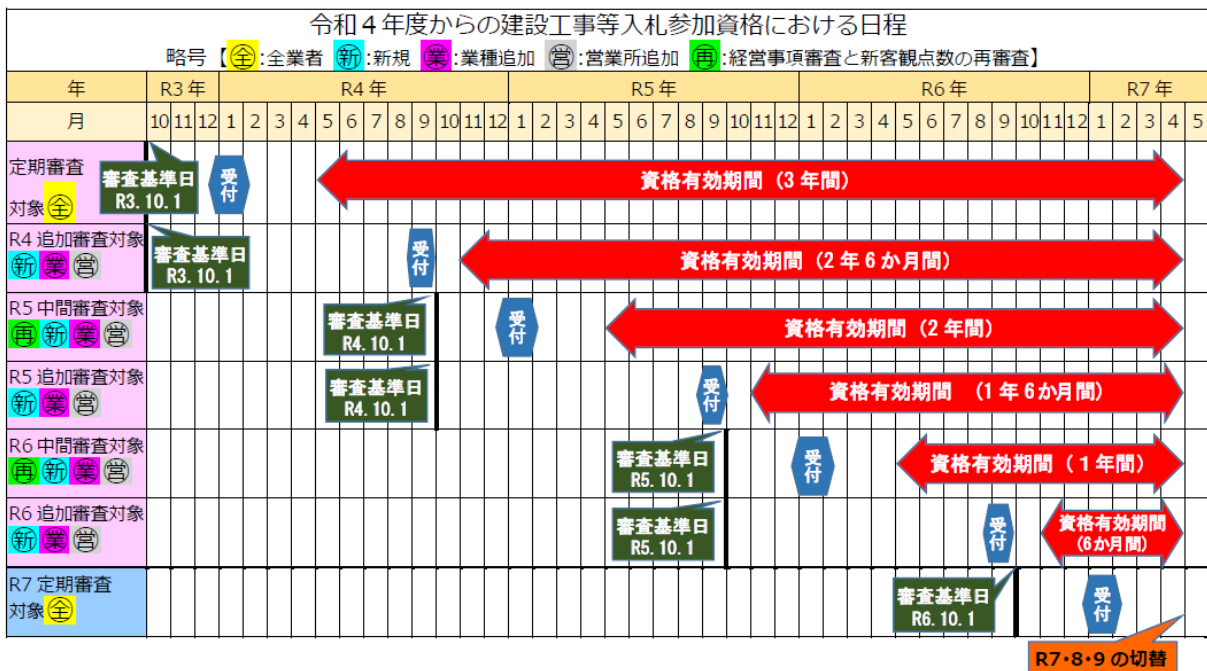 令和４年度からの建設工事等入札参加資格における日程
略号【全:全業者 新:新規 業:業種追加 営:営業所追加 再:経営事項審査と新客観点数の再審査】
年 R3年 R4年 R5年 R6年 R7年
月 10 11 12 1 2 3 4 5 6 7 8 9 10 11 12 1 2 3 4 5 6 7 8 9 10 11 12 1 2 3 4 5 6 7 8 9 10 11 12 1 2 3 4 5
定期審査
対象全
審査基準日
R3.10.1
受付
資格有効期間（3年間）
R4追加審査対象
新業営
審査基準日
R3.10.1
受付
資格有効期間（2年6か月間）
R5中間審査対象
再新業営
審査基準日
R4.10.1
受付
資格有効期間（2年間）
R5追加審査対象
新業営
審査基準日
R4.10.1
受付
資格有効期間 （1年6か月間）
R6中間審査対象
再新業営
審査基準日
R5.10.1
受付
資格有効期間（1年間）
R6追加審査対象
新業営
審査基準日
R5.10.1
受付
資格有効期間
(6か月間)
R7定期審査
対象全
審査基準日
R6.10.1
受付
R7・8・9の切替